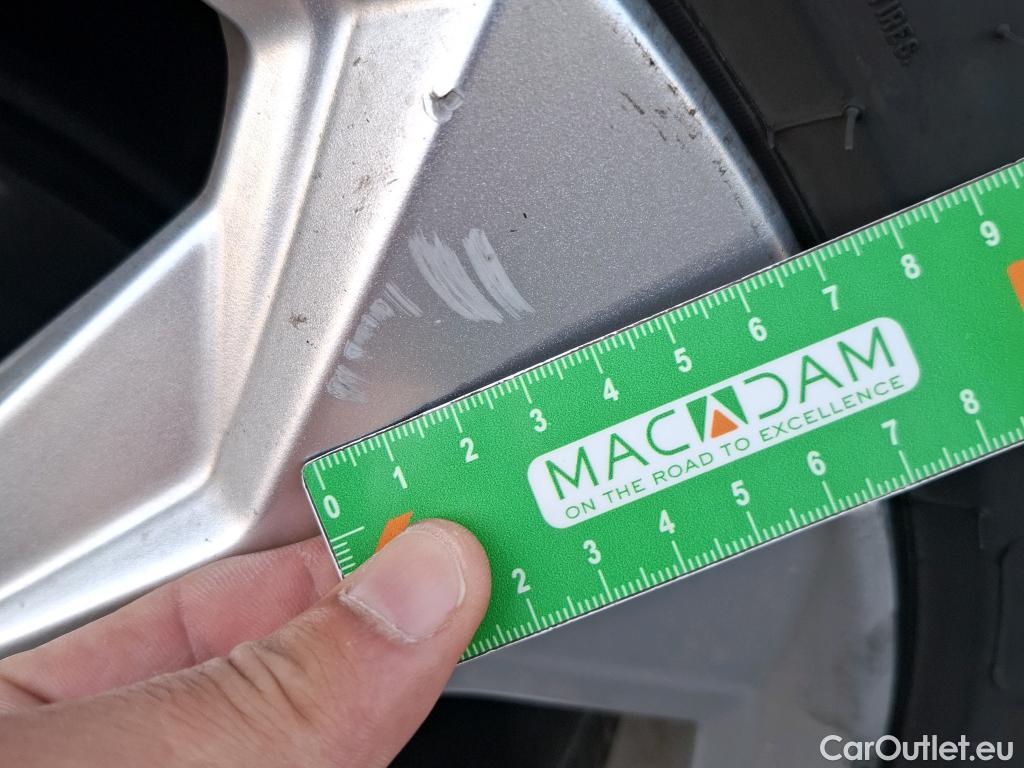 TIRES
0 1 2 3 4 5 6 7 8 9
MACADAM
ON THE ROAD TO EXCELLENCE
2 3 4 5 6 7 8
CarOutlet.eu